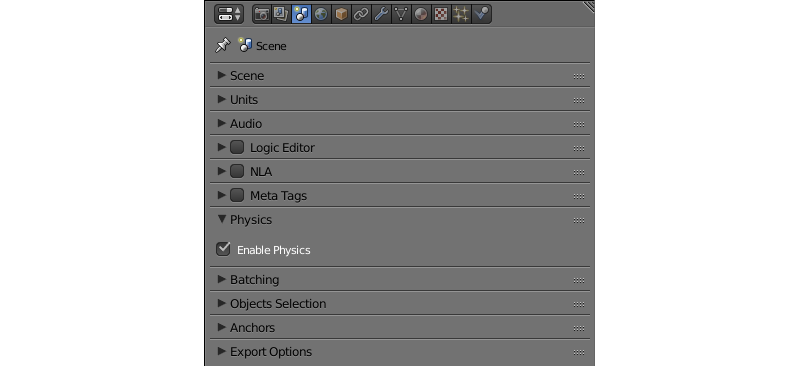 Scene
Scene
Units
Audio
Logic Editor
NLA
Meta Tags
Physics
Enable Physics
Batching
Objects Selection
Anchors
Export Options